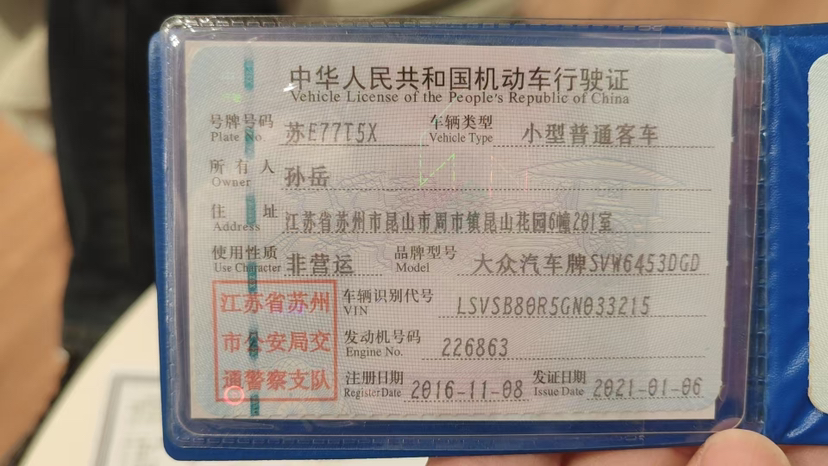 中华人民共和国机动车行驶证
Vehicle License of the People's Republic of China
号牌号码 Plate No. 苏E77T5X 车辆类型 Vehicle Type 小型普通客车
所有人 Owner 孙岳
住址 Address 江苏省苏州市昆山市周市镇昆山花园6幢201室
使用性质 Use Character 非营运 品牌型号 Model 大众汽车牌SVW6453DGD
江苏省苏州市公安局交通警察支队
车辆识别代号 VIN LSVSB80R5GN033215
发动机号码 Engine No. 226863
注册日期 Register Date 2016-11-08 发证日期 Issue Date 2021-01-06